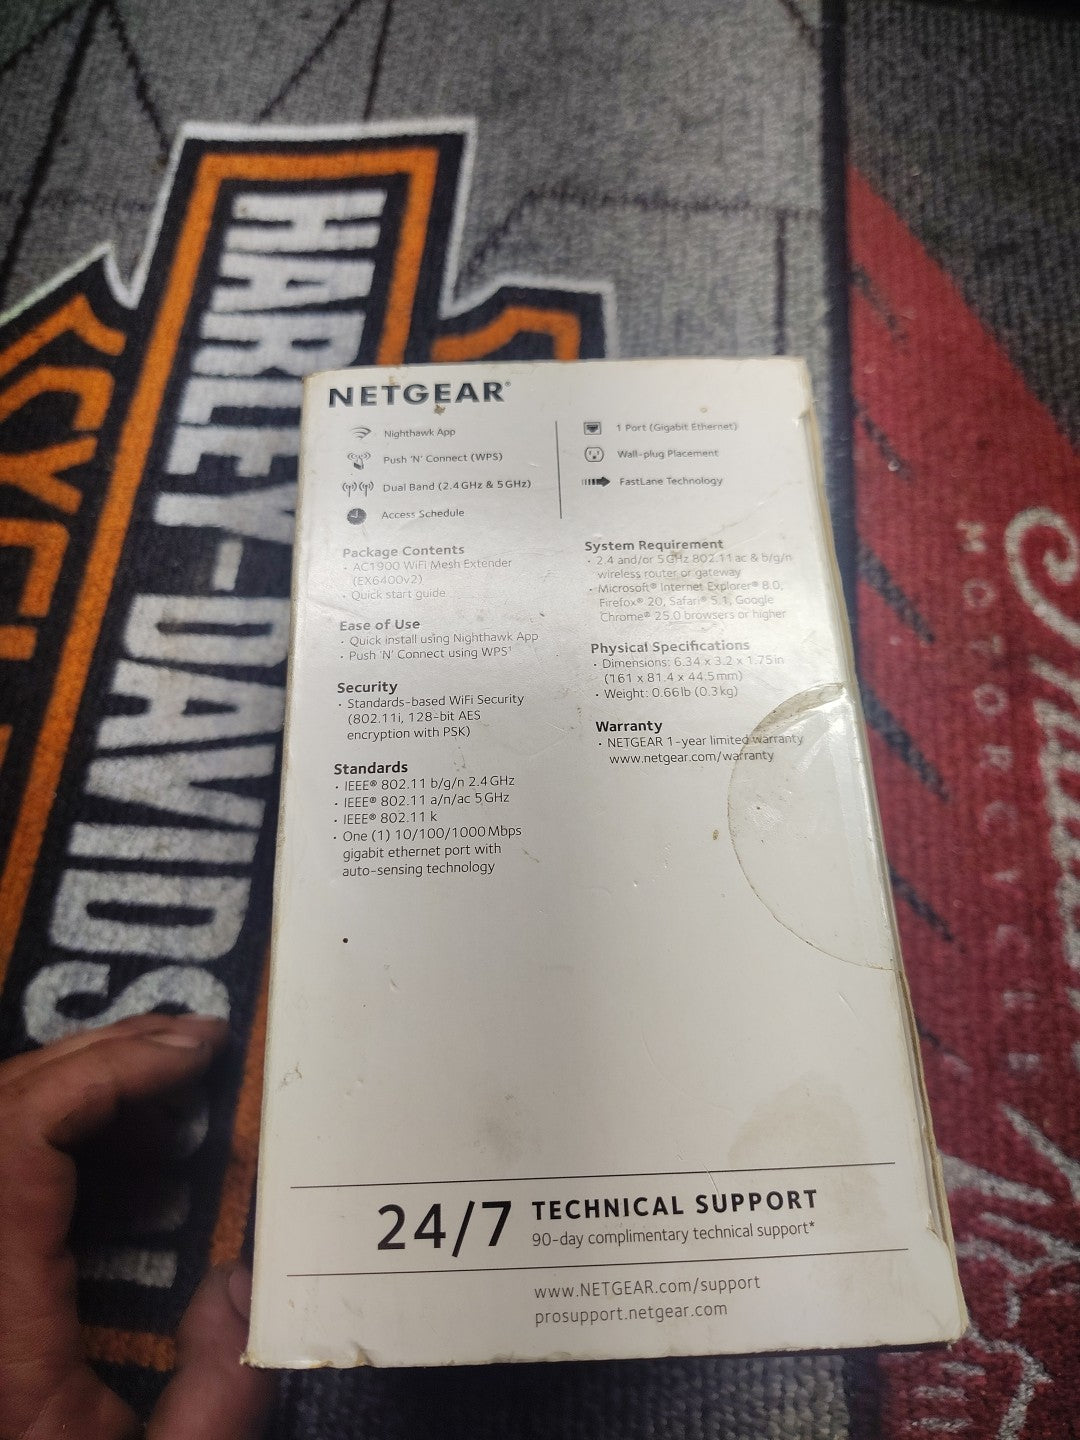 HARLEY-DAVIDS
CYCL
NETGEAR®
Nighthawk App
Push 'N' Connect (WPS)
Dual Band (2.4GHz & 5GHz)
Access Schedule
1 Port (Gigabit Ethernet)
Wall-plug Placement
FastLane Technology
Package Contents
· AC1900 WiFi Mesh Extender
(EX6400v2)
· Quick start guide
Ease of Use
· Quick install using Nighthawk App
· Push 'N' Connect using WPS¹
Security
· Standards-based WiFi Security
(802.11i, 128-bit AES
encryption with PSK)
Standards
· IEEE® 802.11 b/g/n 2.4GHz
· IEEE® 802.11 a/n/ac 5GHz
· IEEE® 802.11 k
· One (1) 10/100/1000Mbps
gigabit ethernet port with
auto-sensing technology
System Requirement
· 2.4 and/or 5GHz 802.11 ac & b/g/n
wireless router or gateway
· Microsoft® Internet Explorer® 8.0,
Firefox® 20, Safari® 5.1, Google
Chrome® 25.0 browsers or higher
Physical Specifications
· Dimensions: 6.34 x 3.2 x 1.75in
(161 x 81.4 x 44.5mm)
· Weight: 0.66lb (0.3kg)
Warranty
· NETGEAR 1-year limited warranty
www.netgear.com/warranty
24/7 TECHNICAL SUPPORT
90-day complimentary technical support*
www.NETGEAR.com/support
prosupport.netgear.com
MOTORCYCLE